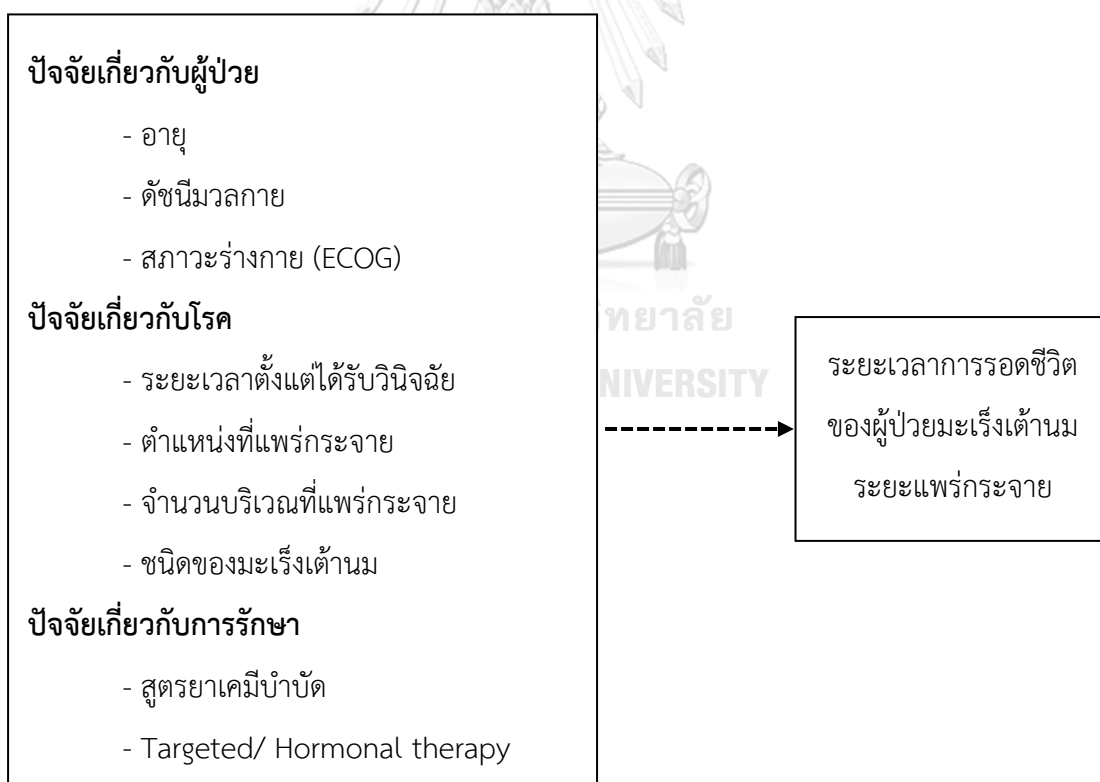 ปัจจัยเกี่ยวกับผู้ป่วย
- อายุ
- ดัชนีมวลกาย
- สภาวะร่างกาย (ECOG)
ปัจจัยเกี่ยวกับโรค
- ระยะเวลาตั้งแต่ได้รับวินิจฉัย
- ตำแหน่งที่แพร่กระจาย
- จำนวนบริเวณที่แพร่กระจาย
- ชนิดของมะเร็งเต้านม
ปัจจัยเกี่ยวกับการรักษา
- สูตรยาเคมีบำบัด
- Targeted/ Hormonal therapy
ทยาลัย
NIVERSITY
ระยะเวลาการรอดชีวิต
ของผู้ป่วยมะเร็งเต้านม
ระยะแพร่กระจาย